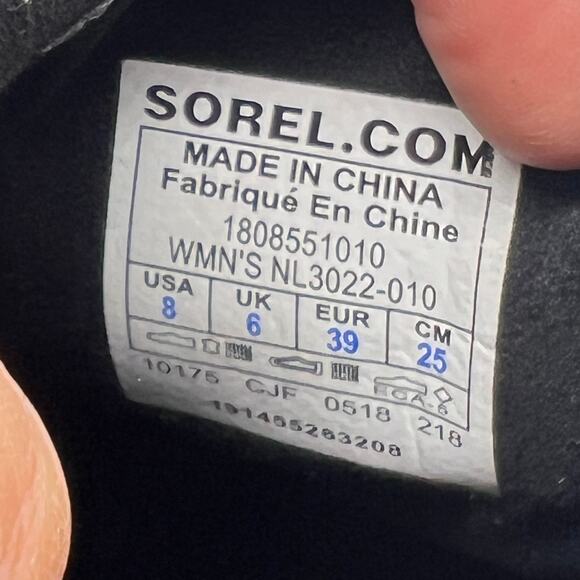 SOREL.COM
MADE IN CHINA
Fabriqué En Chine
1808551010
WMN'S NL3022-010
USA UK EUR CM
8 6 39 25
10175 CJF 0518 218
191455283208